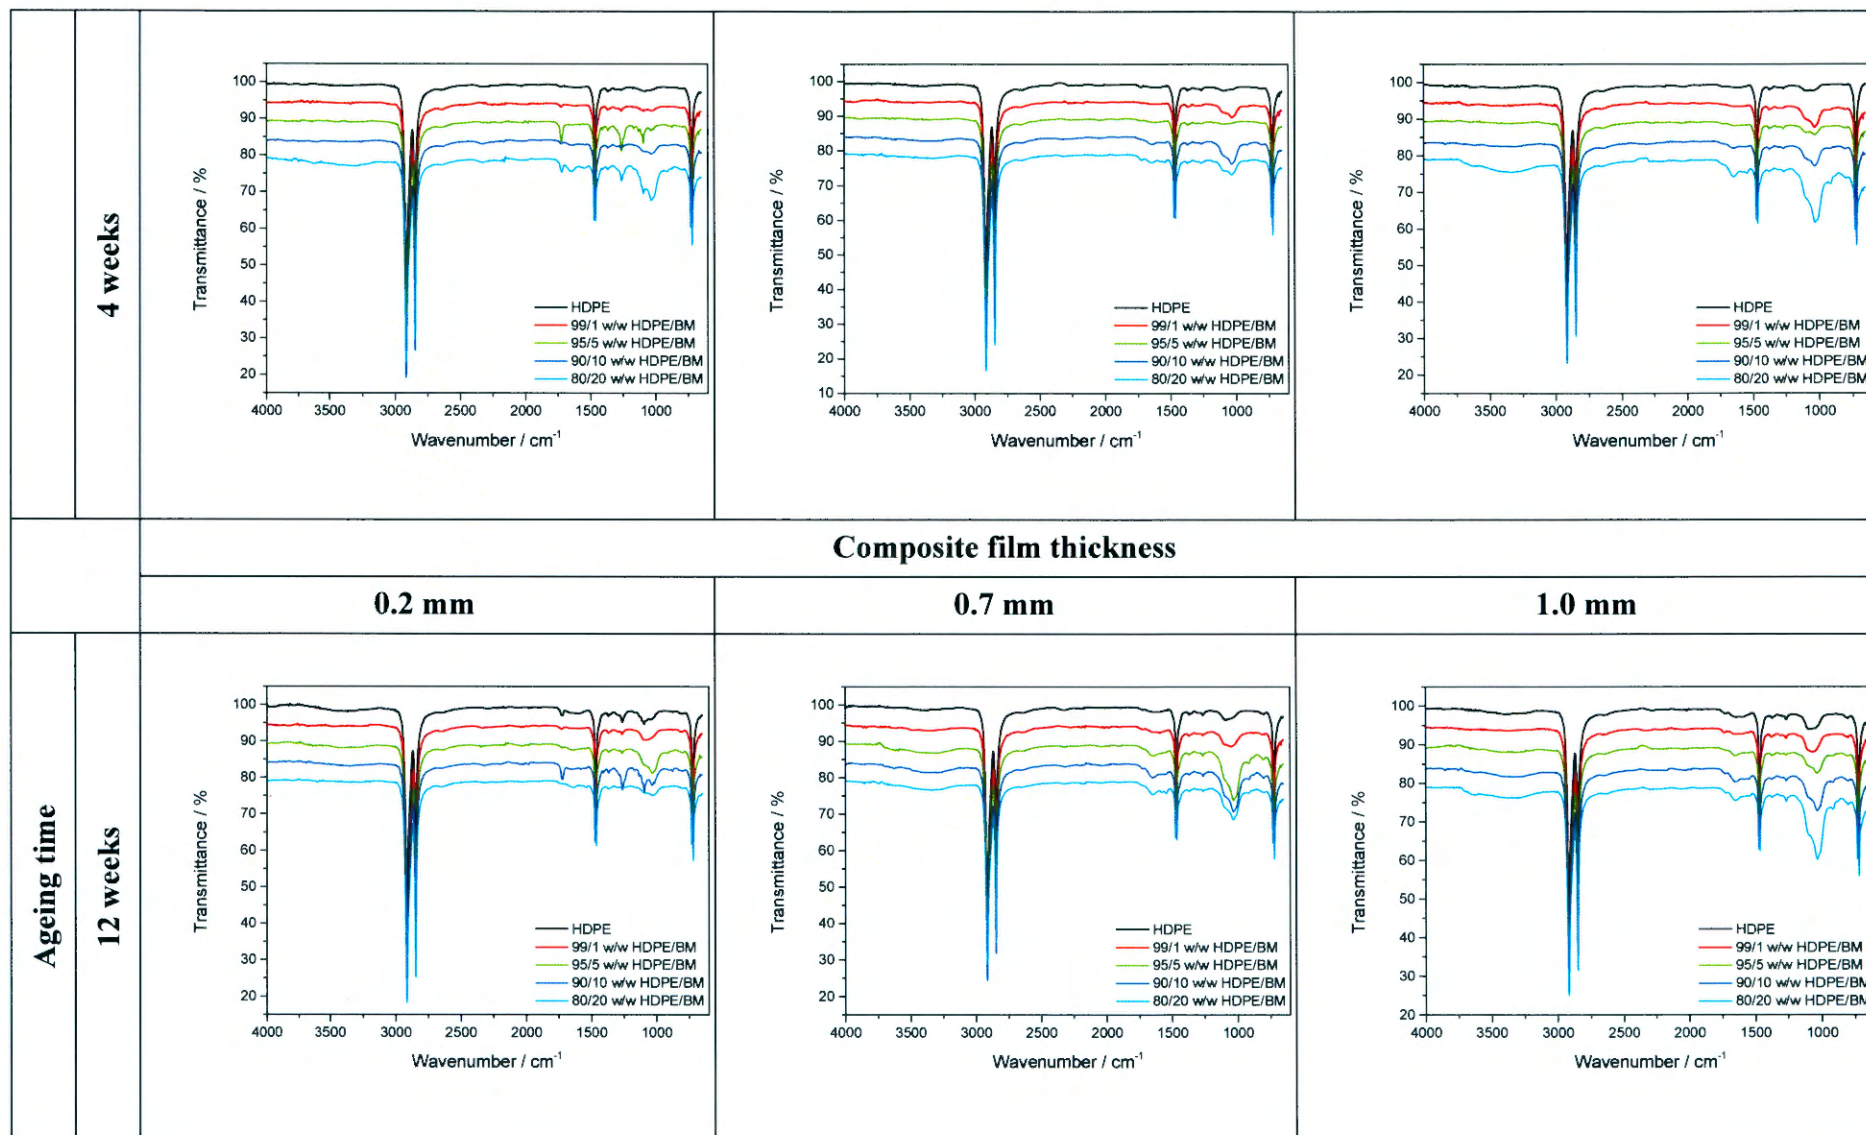 4 weeks
Transmittance / %
100
90
80
70
60
50
40
30
20
4000 3500 3000 2500 2000 1500 1000
Wavenumber / cm-1
HDPE
99/1 w/w HDPE/BM
95/5 w/w HDPE/BM
90/10 w/w HDPE/BM
80/20 w/w HDPE/BM
Transmittance / %
100
90
80
70
60
50
40
30
20
10
4000 3500 3000 2500 2000 1500 1000
Wavenumber / cm-1
HDPE
99/1 w/w HDPE/BM
95/5 w/w HDPE/BM
90/10 w/w HDPE/BM
80/20 w/w HDPE/BM
Transmittance / %
100
90
80
70
60
50
40
30
20
4000 3500 3000 2500 2000 1500 1000
Wavenumber / cm-1
HDPE
99/1 w/w HDPE/BM
95/5 w/w HDPE/BM
90/10 w/w HDPE/BM
80/20 w/w HDPE/BM
Composite film thickness
0.2 mm 0.7 mm 1.0 mm
Ageing time
12 weeks
Transmittance / %
100
90
80
70
60
50
40
30
20
4000 3500 3000 2500 2000 1500 1000
Wavenumber / cm-1
HDPE
99/1 w/w HDPE/BM
95/5 w/w HDPE/BM
90/10 w/w HDPE/BM
80/20 w/w HDPE/BM
Transmittance / %
100
90
80
70
60
50
40
30
20
4000 3500 3000 2500 2000 1500 1000
Wavenumber / cm-1
HDPE
99/1 w/w HDPE/BM
95/5 w/w HDPE/BM
90/10 w/w HDPE/BM
80/20 w/w HDPE/BM
Transmittance / %
100
90
80
70
60
50
40
30
20
4000 3500 3000 2500 2000 1500 1000
Wavenumber / cm-1
HDPE
99/1 w/w HDPE/BM
95/5 w/w HDPE/BM
90/10 w/w HDPE/BM
80/20 w/w HDPE/BM